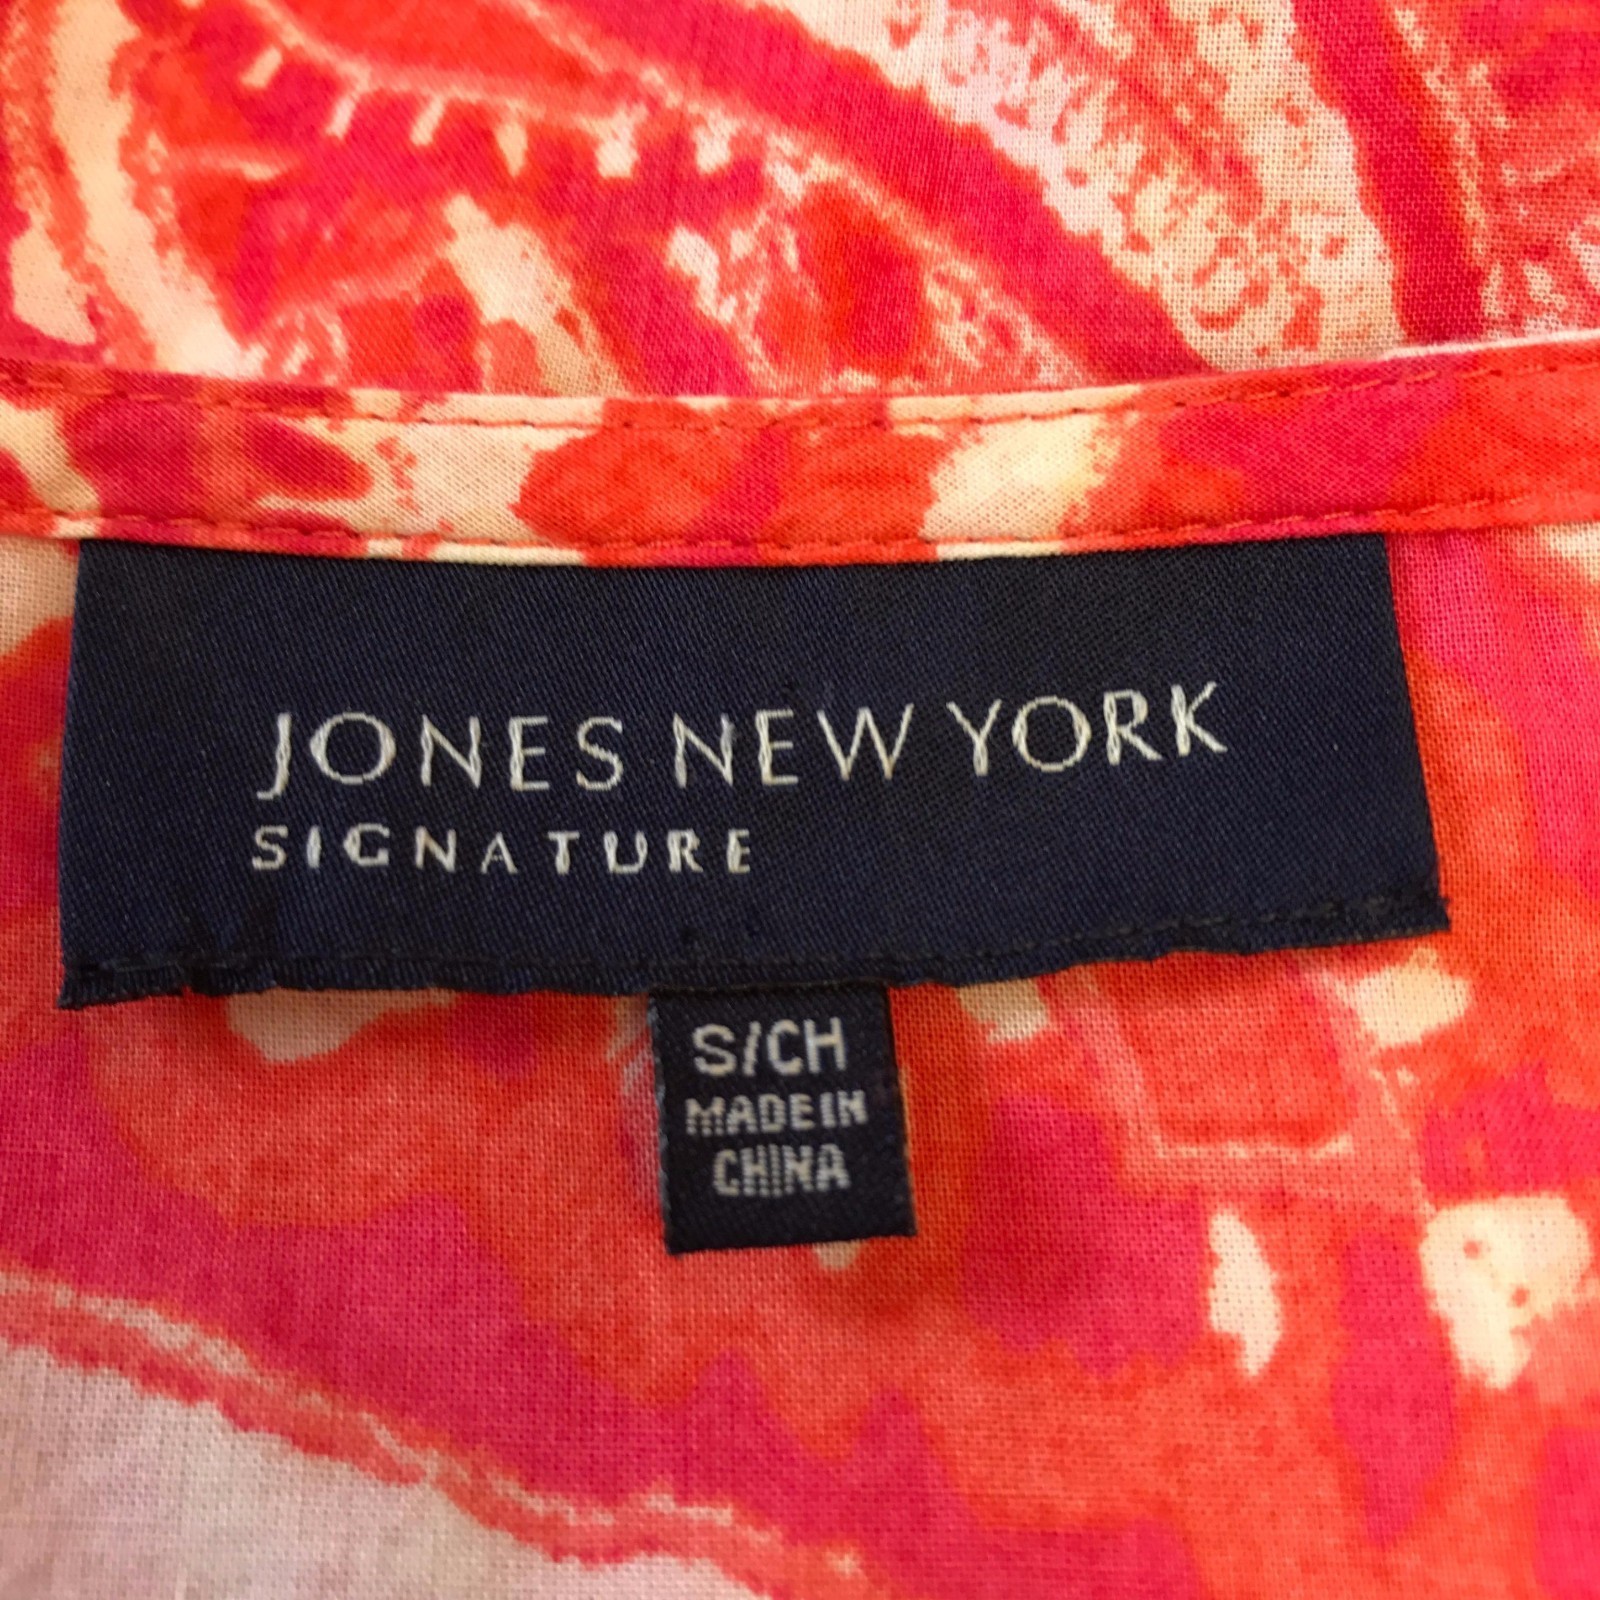 JONES NEW YORK
SIGNATURE
S/CH
MADE IN
CHINA